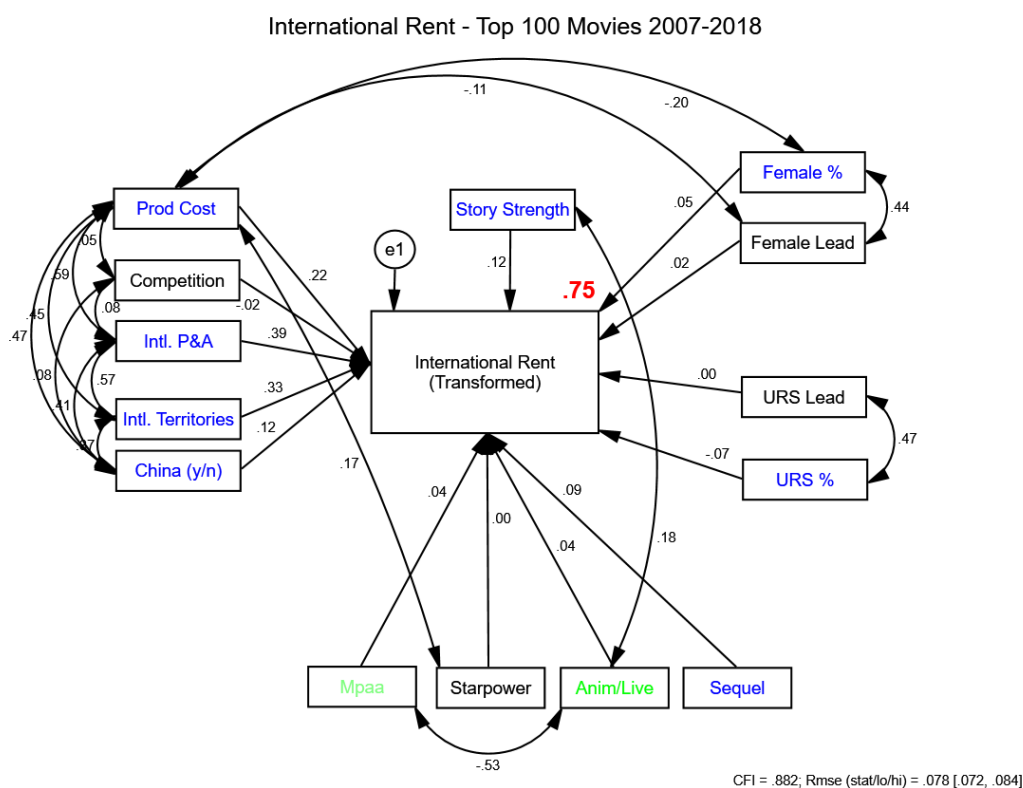 International Rent - Top 100 Movies 2007-2018
-.11
-.20
Female %
.44
Female Lead
.05
.02
Prod Cost
Story Strength
e1
.12
.75
.05
Competition
.22
-.02
.59
.08
.45
.47
Intl. P&A
.39
International Rent
(Transformed)
.00
URS Lead
.57
.08
.33
.41
Intl. Territories
.12
.47
China (y/n)
.17
-.07
URS %
.04
.00
.09
.04
.18
Mpaa
Starpower
Anim/Live
Sequel
-.53
CFI = .882; Rmse (stat/lo/hi) = .078 [.072, .084]